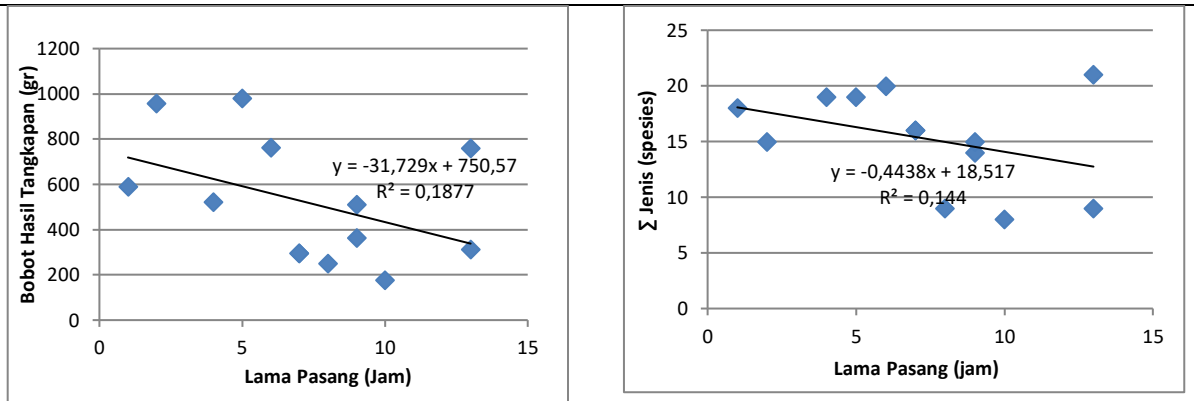 1200
1000
800
600
400
200
0
Bobot Hasil Tangkapan (gr)
y = -31,729x + 750,57
R² = 0,1877
0 5 10 15
Lama Pasang (Jam)
25
20
15
10
5
0
∑ Jenis (spesies)
y = -0,4438x + 18,517
R² = 0,144
0 5 10 15
Lama Pasang (jam)